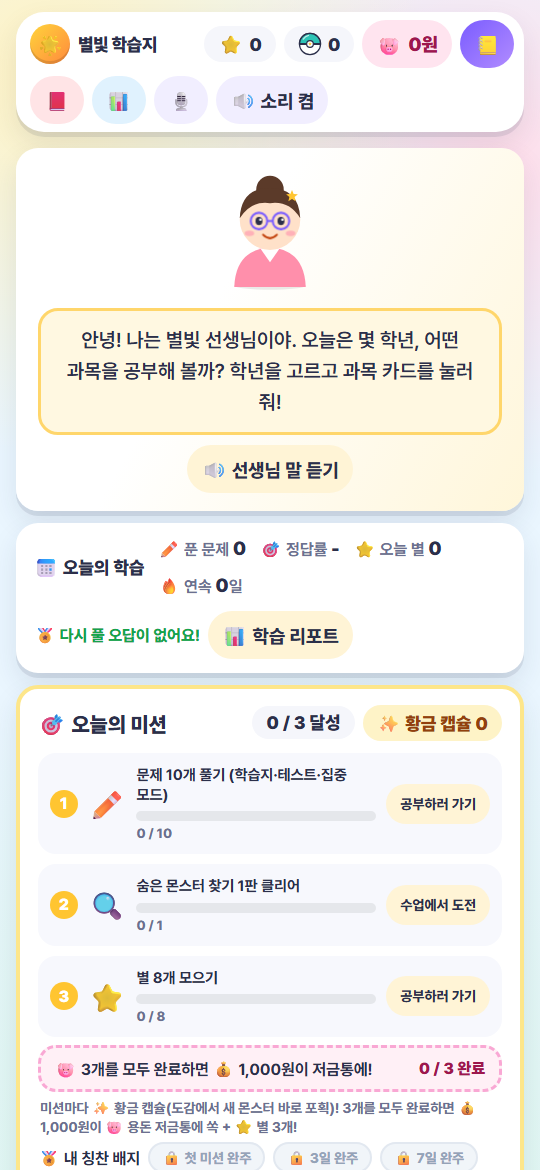 별빛 학습지
0
0
0원
소리 켬
안녕! 나는 별빛 선생님이야. 오늘은 몇 학년, 어떤
과목을 공부해 볼까? 학년을 고르고 과목 카드를 눌러
줘!
선생님 말 듣기
오늘의 학습
푼 문제 0 정답률 - 오늘 별 0
연속 0일
다시 풀 오답이 없어요!
학습 리포트
오늘의 미션
0 / 3 달성
황금 캡슐 0
1
문제 10개 풀기 (학습지·테스트·집중
모드)
0 / 10
공부하러 가기
2
숨은 몬스터 찾기 1판 클리어
0 / 1
수업에서 도전
3
별 8개 모으기
0 / 8
공부하러 가기
3개를 모두 완료하면 1,000원이 저금통에!
0 / 3 완료
미션마다 황금 캡슐(도감에서 새 몬스터 바로 포획)! 3개를 모두 완료하면
1,000원이 용돈 저금통에 쏙 + 별 3개!
내 칭찬 배지
첫 미션 완주
3일 완주
7일 완주